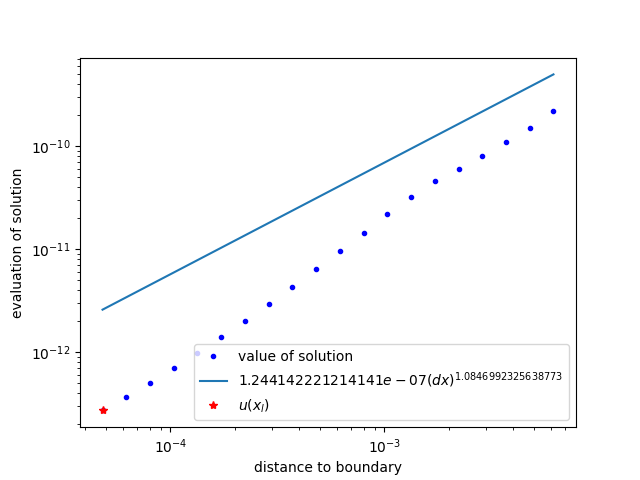 evaluation of solution
10⁻¹⁰
10⁻¹¹
10⁻¹²
value of solution
1.244142221214141e − 07(dx)^1.0846992325638773
u(x_l)
10⁻⁴
10⁻³
distance to boundary